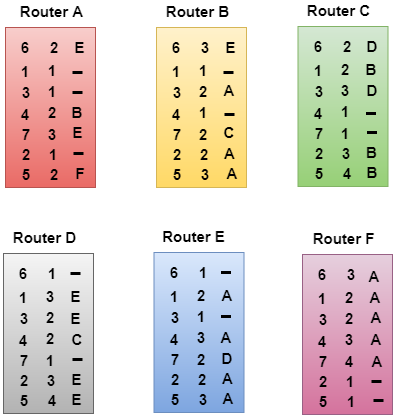 Router A
6 2 E
1 1 –
3 1 –
4 2 B
7 3 E
2 1 –
5 2 F
Router B
6 3 E
1 1 –
3 2 A
4 1 –
7 2 C
2 2 A
5 3 A
Router C
6 2 D
1 2 B
3 3 D
4 1 –
7 1 –
2 3 B
5 4 B
Router D
6 1 –
1 3 E
3 2 E
4 2 C
7 1 –
2 3 E
5 4 E
Router E
6 1 –
1 2 A
3 1 –
4 3 A
7 2 D
2 2 A
5 3 A
Router F
6 3 A
1 2 A
3 2 A
4 3 A
7 4 A
2 1 –
5 1 –